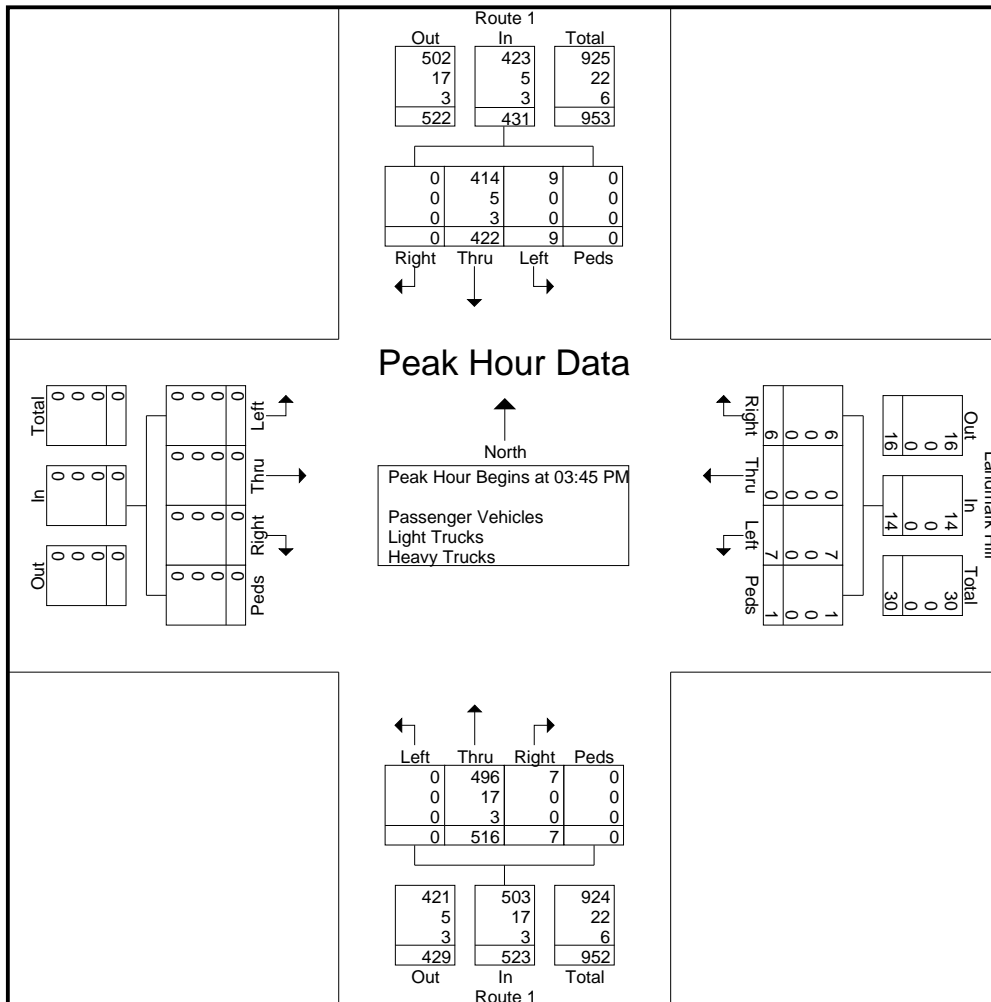 Route 1
Out In Total
502 423 925
17 5 22
3 3 6
522 431 953
0 414 9 0
0 5 0 0
0 3 0 0
0 422 9 0
Right Thru Left Peds
Peak Hour Data
North
Peak Hour Begins at 03:45 PM
Passenger Vehicles
Light Trucks
Heavy Trucks
Total
0 0 0 0
In
0 0 0 0
Out
0 0 0 0
Left
0 0 0 0
Thru
0 0 0 0
Right
0 0 0 0
Peds
0 0 0 0
Right
6 0 0 6
Thru
0 0 0 0
Left
7 0 0 7
Peds
1 0 0 1
Landmark Hill
Out
16 0 0 16
In
14 0 0 14
Total
30 0 0 30
Left Thru Right Peds
0 496 7 0
0 17 0 0
0 3 0 0
0 516 7 0
421 503 924
5 17 22
3 3 6
429 523 952
Out In Total
Route 1